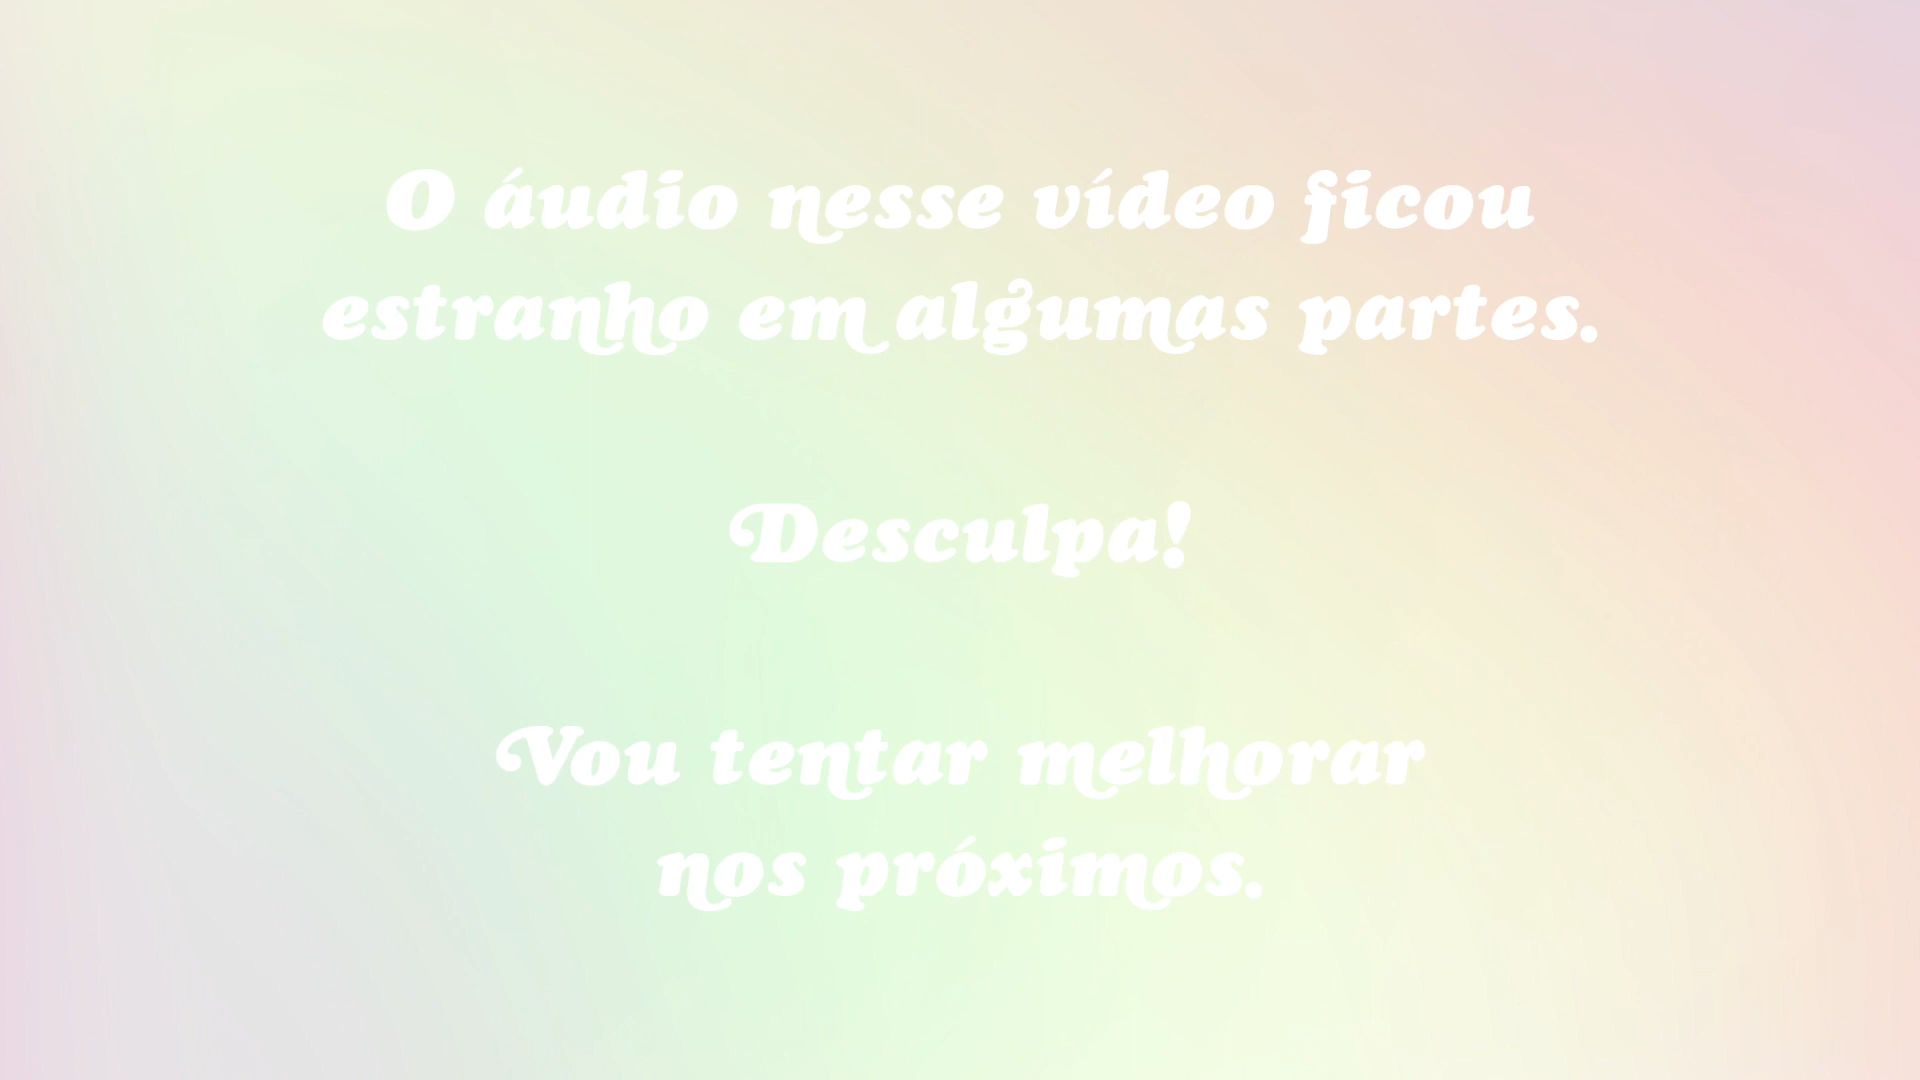 O áudio nesse vídeo ficou
estranho em algumas partes.
Desculpa!
Vou tentar melhorar
nos próximos.